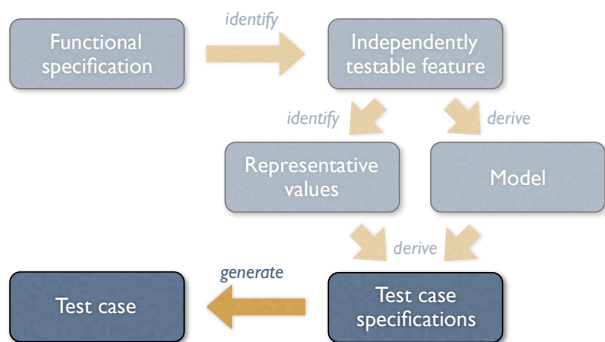 identify
Functional
specification
Independently
testable feature
identify
derive
Representative
values
Model
derive
generate
Test case
Test case
specifications